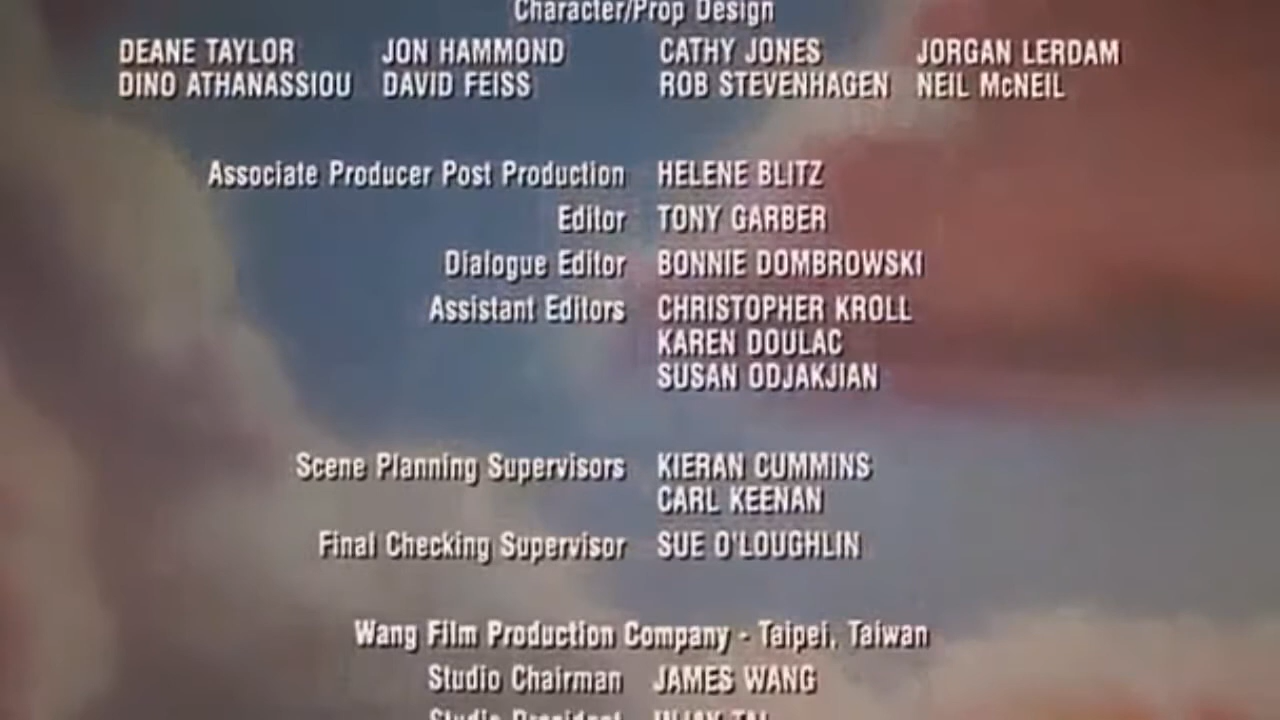 Character/Prop Design
DEANE TAYLOR JON HAMMOND CATHY JONES JORGAN LERDAM
DINO ATHANASSIOU DAVID FEISS ROB STEVENHAGEN NEIL McNEIL
Associate Producer Post Production HELENE BLITZ
Editor TONY GARBER
Dialogue Editor BONNIE DOMBROWSKI
Assistant Editors CHRISTOPHER KROLL
KAREN DOULAC
SUSAN ODJAKJIAN
Scene Planning Supervisors KIERAN CUMMINS
CARL KEENAN
Final Checking Supervisor SUE O'LOUGHLIN
Wang Film Production Company - Taipei, Taiwan
Studio Chairman JAMES WANG
Studio President